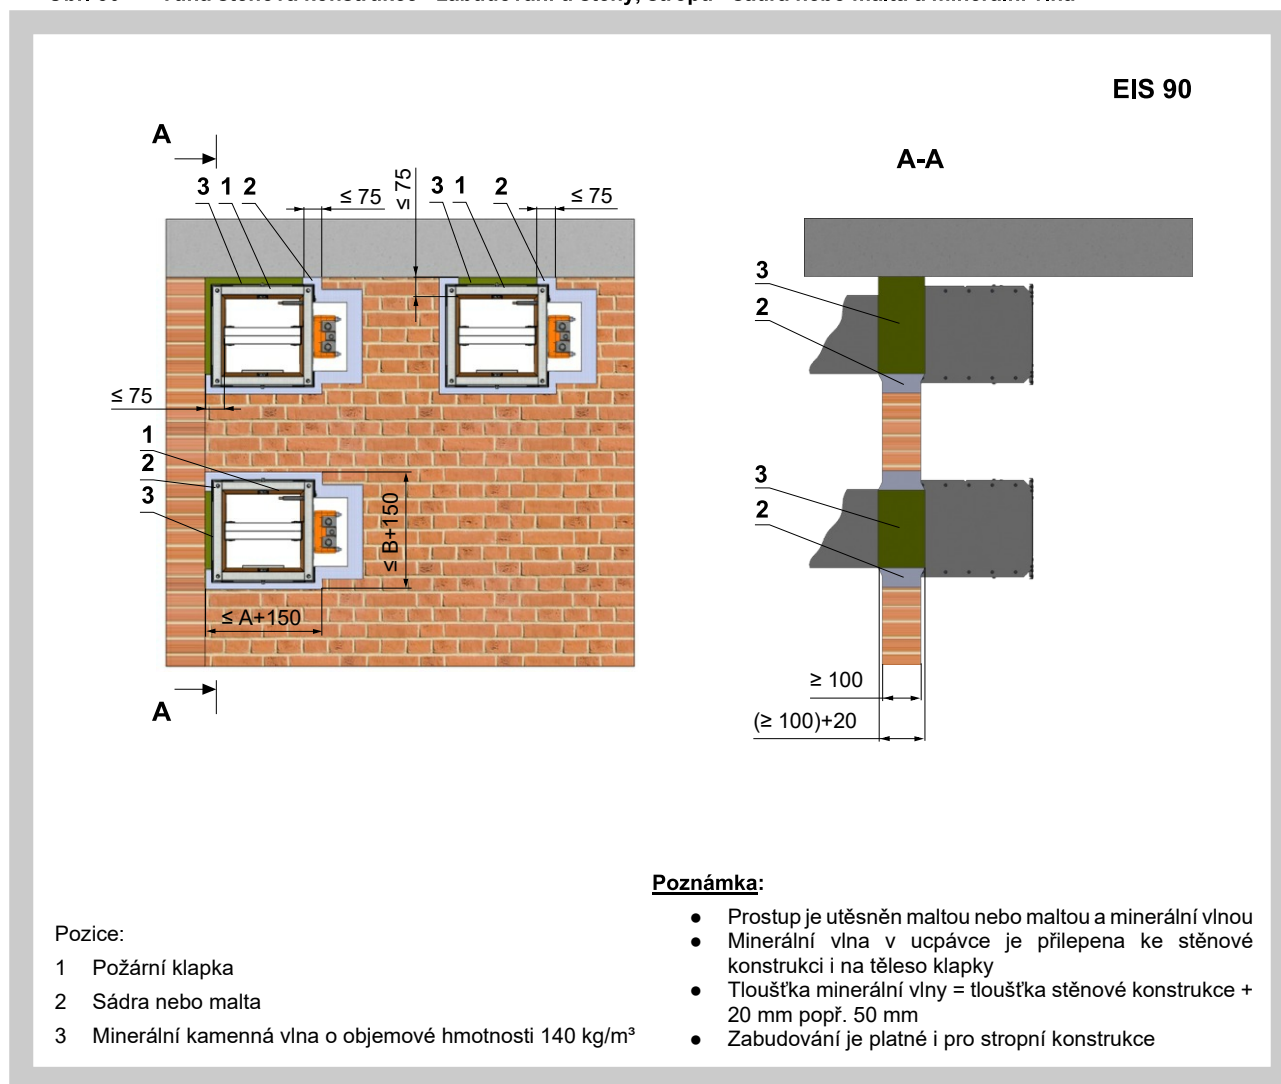 EIS 90
A
A-A
3 1 2
≤ 75
≤ 75
3 1 2
≤ 75
3
2
≤ 75
1
2
3
≤ B+150
≤ A+150
3
2
A
≥ 100
(≥ 100)+20
Poznámka:
● Prostup je utěsněn maltou nebo maltou a minerální vlnou
● Minerální vlna v ucpávce je přilepena ke stěnové
konstrukci i na těleso klapky
● Tloušťka minerální vlny = tloušťka stěnové konstrukce +
20 mm popř. 50 mm
● Zabudování je platné i pro stropní konstrukce
Pozice:
1 Požární klapka
2 Sádra nebo malta
3 Minerální kamenná vlna o objemové hmotnosti 140 kg/m³